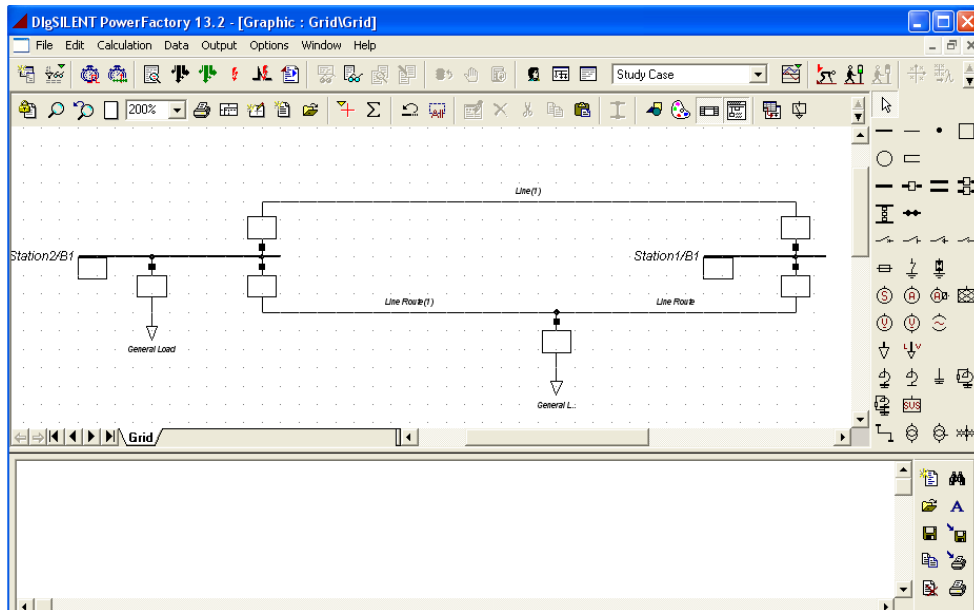 DIgSILENT PowerFactory 13.2 - [Graphic : Grid\Grid]
File Edit Calculation Data Output Options Window Help
Study Case
200%
Line(1)
Station2/B1
Station1/B1
Line Route(1)
Line Route
General Load
General L..
Grid